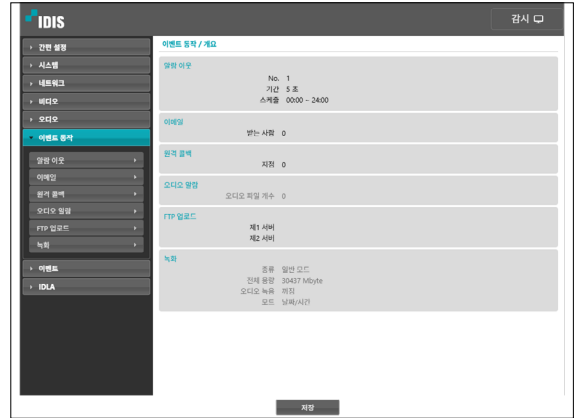 IDIS
감시
간편 설정
시스템
네트워크
비디오
오디오
이벤트 동작
알람 아웃
이메일
원격 콜백
오디오 알람
FTP 업로드
녹화
이벤트
IDLA
이벤트 동작 / 개요
알람 아웃
No. 1
기간 5 초
스케줄 00:00 ~ 24:00
이메일
받는 사람 0
원격 콜백
지점 0
오디오 알람
오디오 파일 개수 0
FTP 업로드
제1 서버
제2 서버
녹화
종류 일반 모드
전체 용량 30437 Mbyte
오디오 녹음 꺼짐
모드 날짜/시간
저장